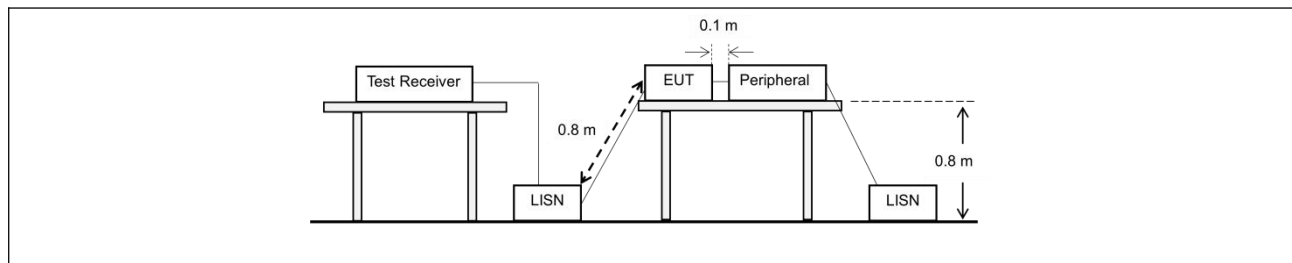 0.1 m
Test Receiver
EUT
Peripheral
0.8 m
0.8 m
LISN
LISN